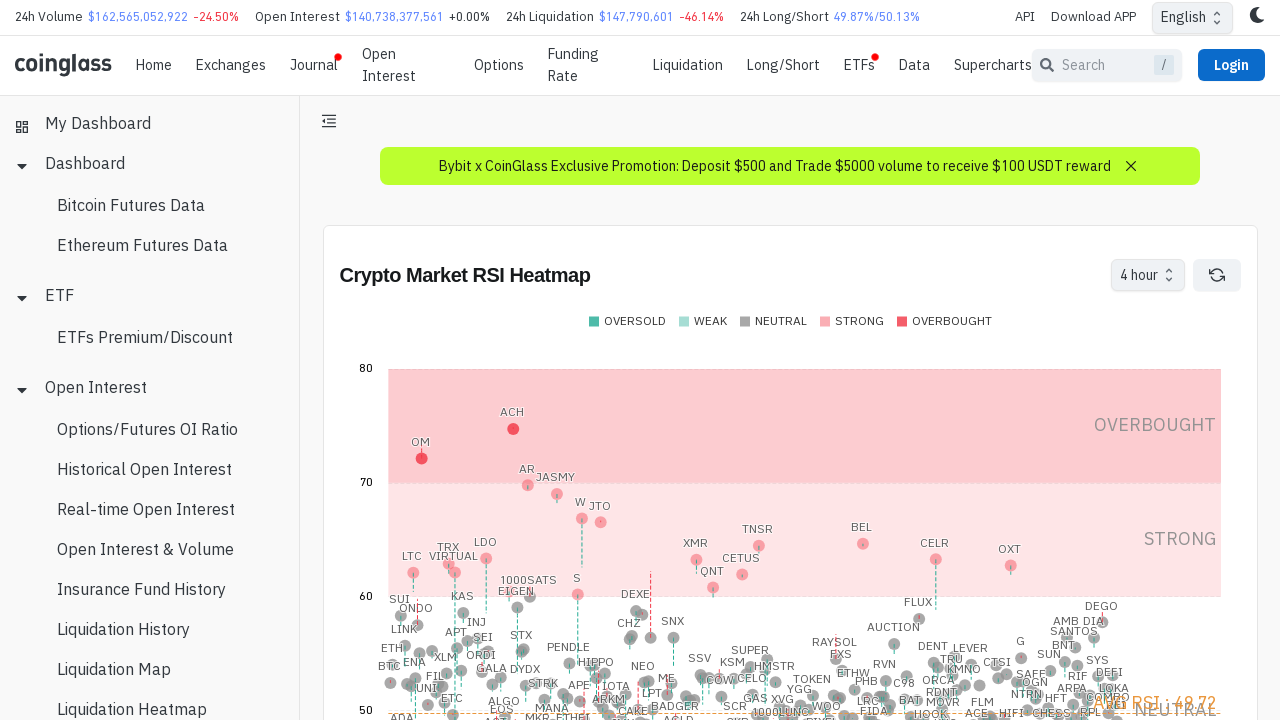 24h Volume $162,565,052,922 -24.50% Open Interest $140,738,377,561 +0.00% 24h Liquidation $147,790,601 -46.14% 24h Long/Short 49.87%/50.13% API Download APP English
coinglass Home Exchanges Journal Open Interest Options Funding Rate Liquidation Long/Short ETFs Data Supercharts Search / Login
My Dashboard
Dashboard
Bitcoin Futures Data
Ethereum Futures Data
ETF
ETFs Premium/Discount
Open Interest
Options/Futures OI Ratio
Historical Open Interest
Real-time Open Interest
Open Interest & Volume
Insurance Fund History
Liquidation History
Liquidation Map
Liquidation Heatmap
Bybit x CoinGlass Exclusive Promotion: Deposit $500 and Trade $5000 volume to receive $100 USDT reward
Crypto Market RSI Heatmap 4 hour
OVERSOLD WEAK NEUTRAL STRONG OVERBOUGHT
80
ACH
OVERBOUGHT
OM
AR JASMY
70
W JTO
TNSR BEL
STRONG
LTC TRX VIRTUAL LDO XMR CELR OXT
CETUS
QNT
1000SATS S
EIGEN
60
SUI ONDO KAS DEXE FLUX DEGO
LINK INJ CHZ SNX AUCTION AMB DIA
APT SEI STX SANTOS
ETH XLM ORDI PENDLE RAYSOL G
BTC ENA GALA DYDX HIPPO NEO SSV KSM SUPER HMSTR FXS RVN DENT TRU LEVER CTSI SUN BNT SYS
FIL UNI STRK APE IOTA ME COW CELO TOKEN ETHW PHB C98 ORCA KMNO SAFE RIF DEFI
ETC ALGO ARKM LPT YGG RDNT NTRN OGN ARPA LOKA
EOS MANA CAKE BADGER SCR GAS XVG WOO LRC BAT MOVR FLM HFT COMBO
50
ADA FIDA HOOK ACE HIFI CHESS RPL REI
NEUTRAL